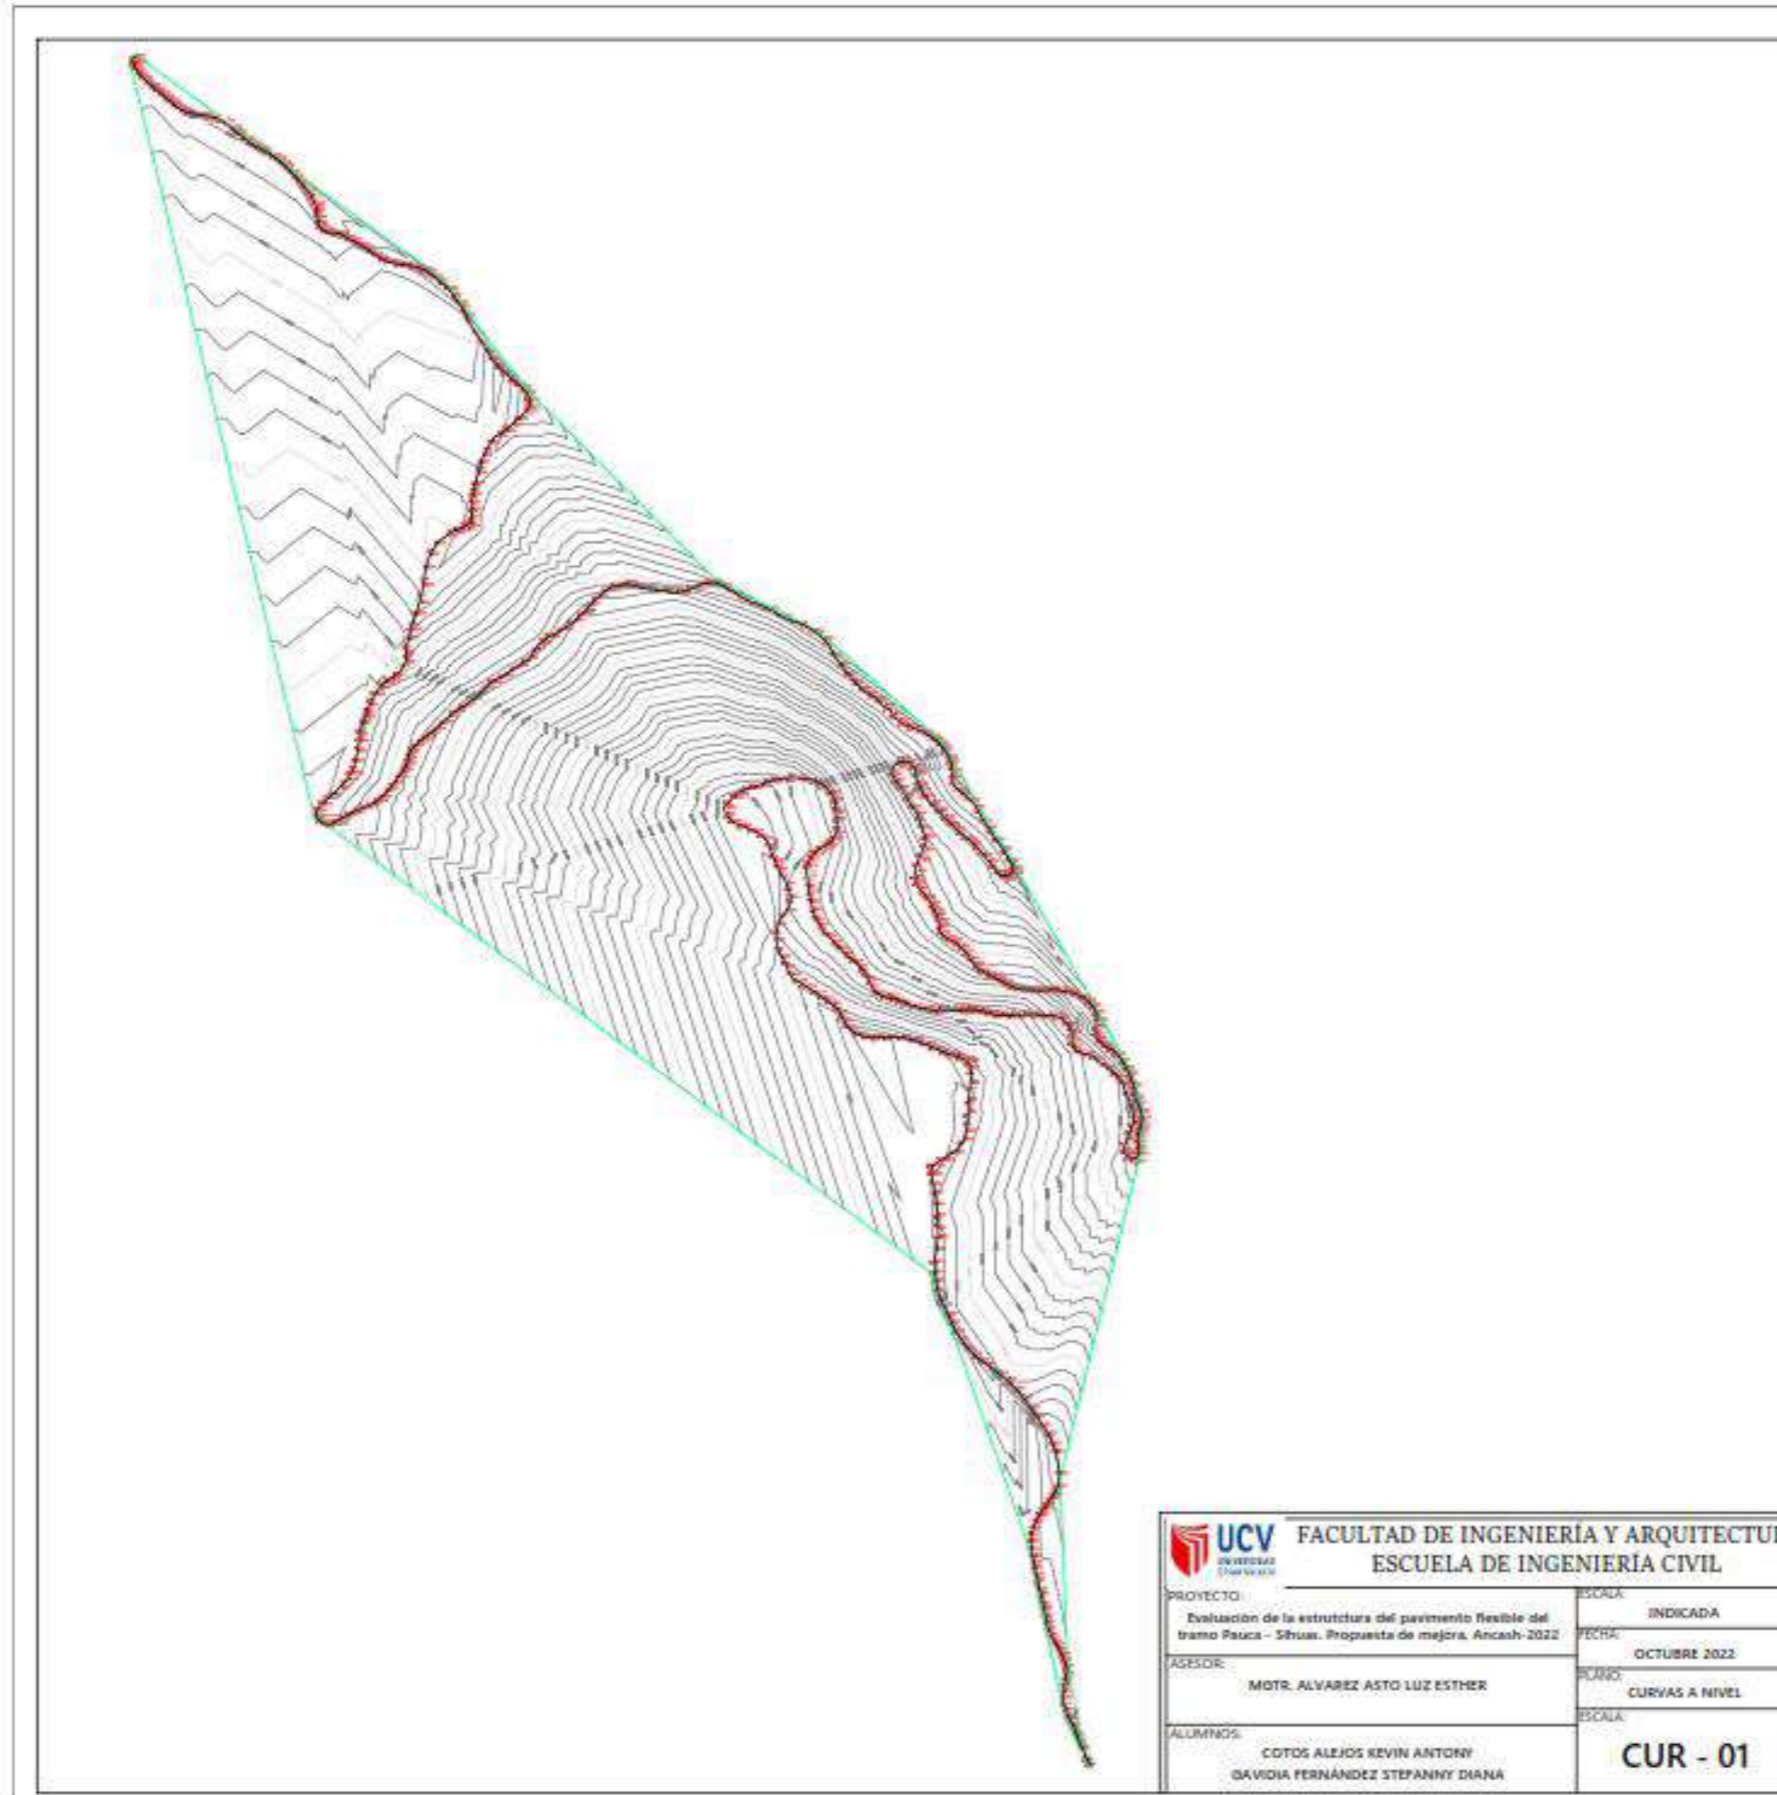 UCV
UNIVERSIDAD
FACULTAD DE INGENIERÍA Y ARQUITECTU
ESCUELA DE INGENIERÍA CIVIL
PROYECTO:
Evaluación de la estrutctura del pavimento flexible del
tramo Pauca - Sihuas. Propuesta de mejora, Ancash-2022
ESCALA:
INDICADA
FECHA:
OCTUBRE 2022
ASESOR:
MGTR. ALVAREZ ASTO LUZ ESTHER
PLANO:
CURVAS A NIVEL
ALUMNOS:
COTOS ALEJOS KEVIN ANTONY
GAVIDIA FERNÁNDEZ STEFANNY DIANA
ESCALA:
CUR - 01